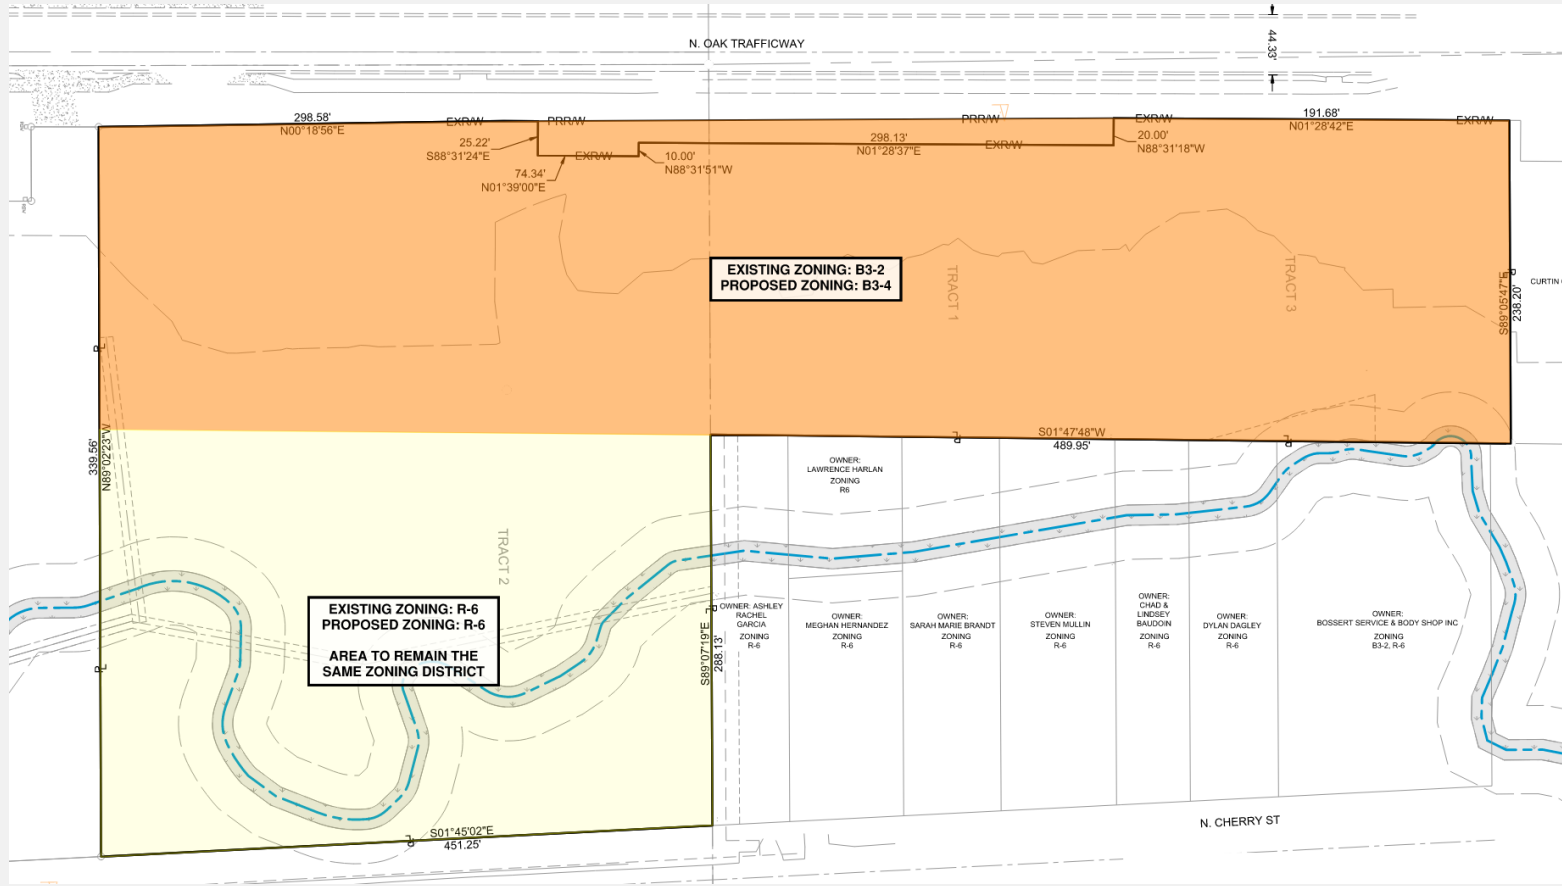 N. OAK TRAFFICWAY
44.33'
298.58'
N00°18'56"E
EXR/W
PRR/W
PRR/W
EXR/W
191.68'
N01°28'42"E
EXR/W
25.22'
S88°31'24"E
EXR/W
74.34'
N01°39'00"E
10.00'
N88°31'51"W
298.13'
N01°28'37"E
EXR/W
20.00'
N88°31'18"W
EXISTING ZONING: B3-2
PROPOSED ZONING: B3-4
TRACT 1
TRACT 3
S89°05'47"E
238.20'
CURTIN
339.56'
N89°02'23"W
S01°47'48"W
489.95'
OWNER:
LAWRENCE HARLAN
ZONING
R6
TRACT 2
EXISTING ZONING: R-6
PROPOSED ZONING: R-6
AREA TO REMAIN THE
SAME ZONING DISTRICT
S89°07'19"E
288.13'
OWNER: ASHLEY
RACHEL
GARCIA
ZONING
R-6
OWNER:
MEGHAN HERNANDEZ
ZONING
R-6
OWNER:
SARAH MARIE BRANDT
ZONING
R-6
OWNER:
STEVEN MULLIN
ZONING
R-6
OWNER:
CHAD &
LINDSEY
BAUDOIN
ZONING
R-6
OWNER:
DYLAN DAGLEY
ZONING
R-6
OWNER:
BOSSERT SERVICE & BODY SHOP INC
ZONING
B3-2, R-6
S01°45'02"E
451.25'
N. CHERRY ST